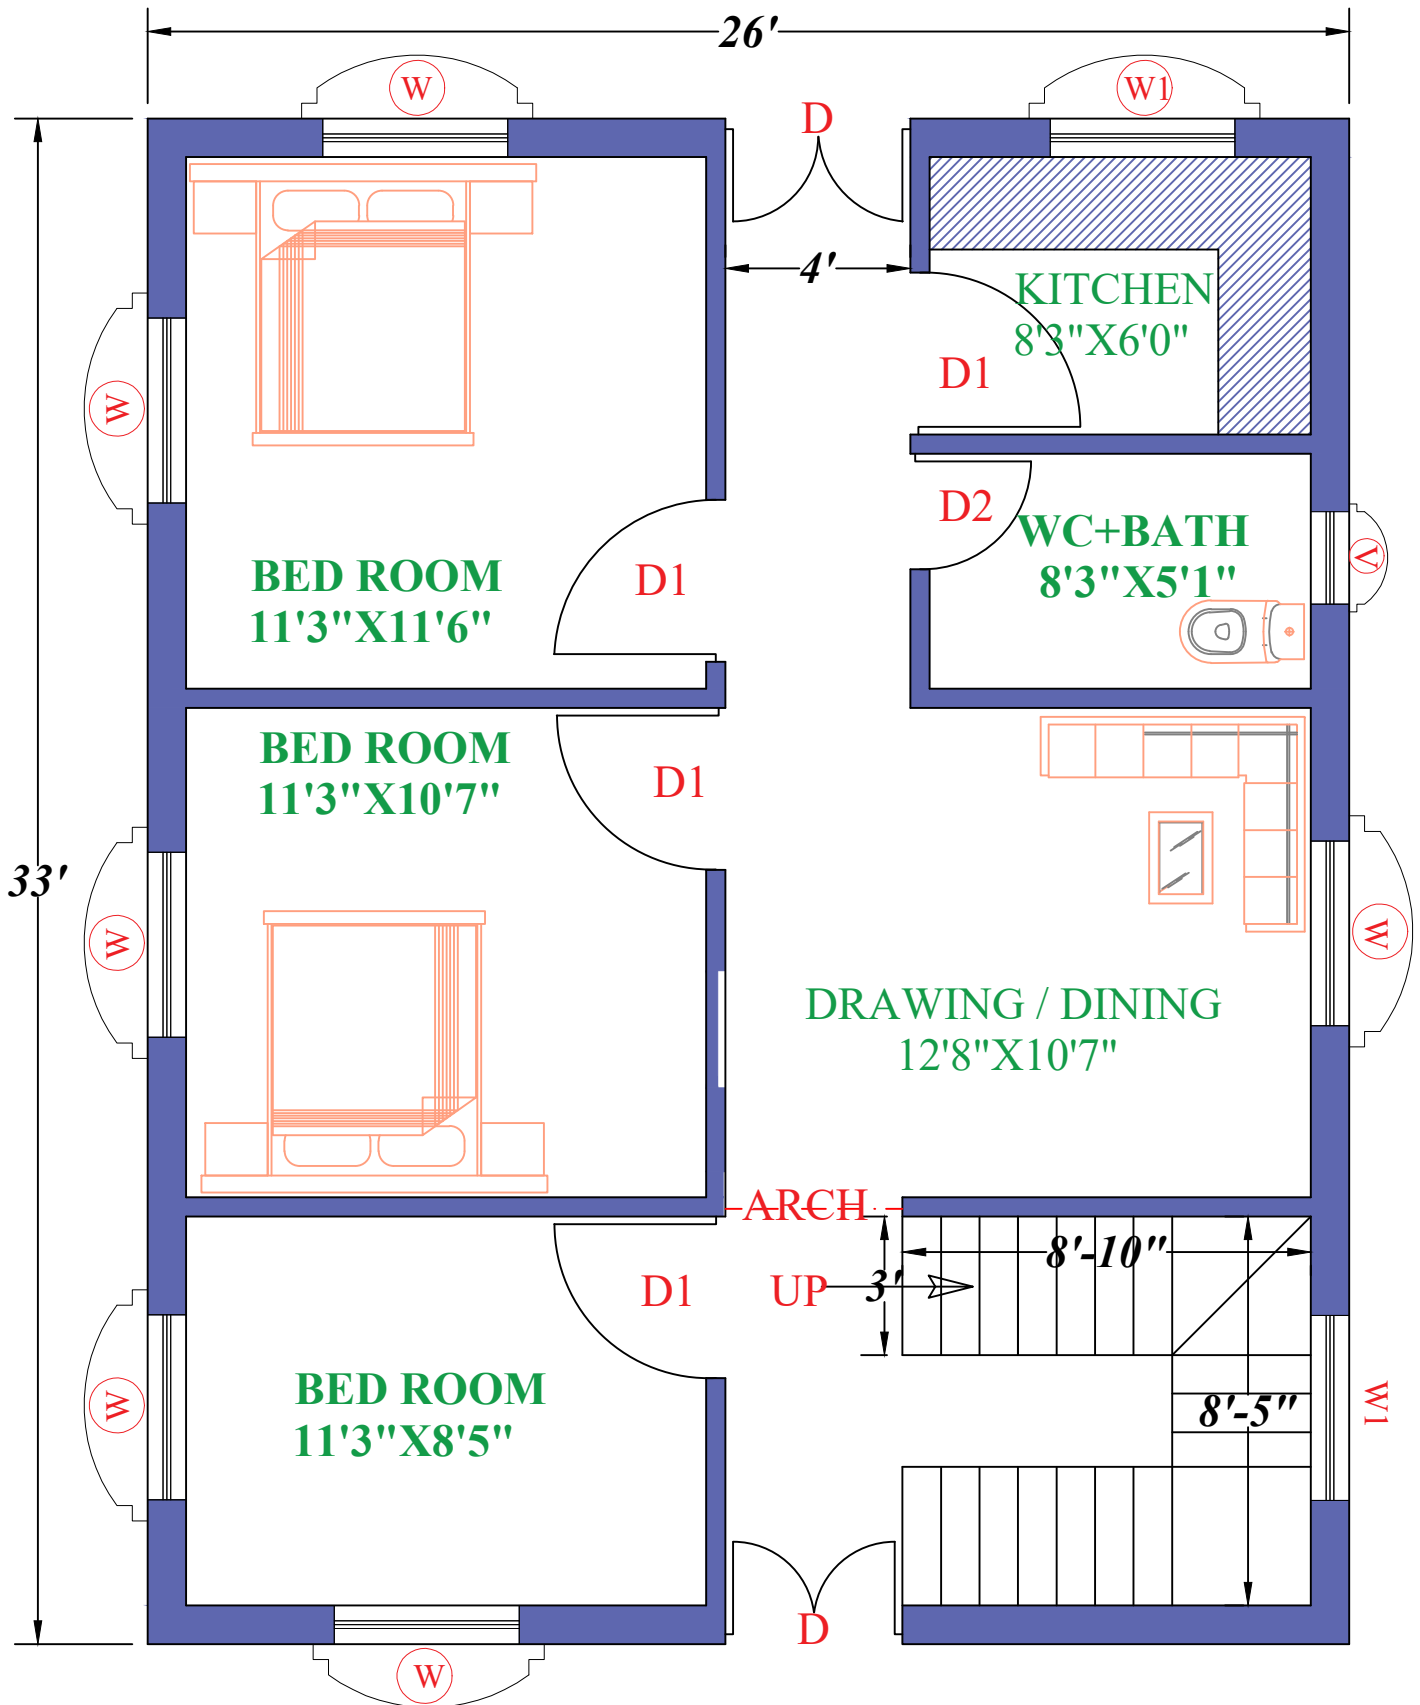 26'
W
W1
D
4'
KITCHEN
8'3"X6'0"
D1
W
D2
WC+BATH
8'3"X5'1"
V
BED ROOM
11'3"X11'6"
D1
BED ROOM
11'3"X10'7"
D1
33'
W
W
DRAWING / DINING
12'8"X10'7"
ARCH
8'-10"
D1
UP
3'
BED ROOM
11'3"X8'5"
W
8'-5"
W1
D
W